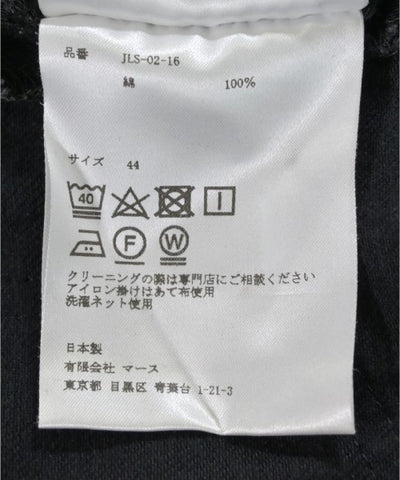 品番 JLS-02-16
綿 100%
サイズ 44
40
F W
クリーニングの際は専門店にご相談ください
アイロン掛けはあて布使用
洗濯ネット使用
日本製
有限会社 マース
東京都 目黒区 青葉台 1-21-3